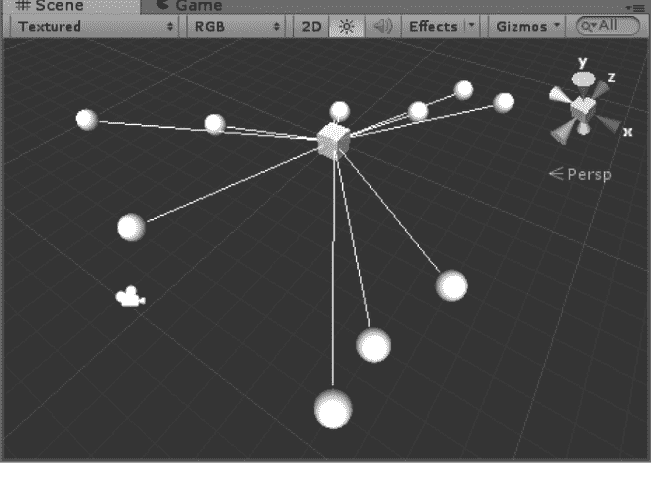 # Scene Game
Textured RGB 2D Effects Gizmos All
y
z
x
Persp